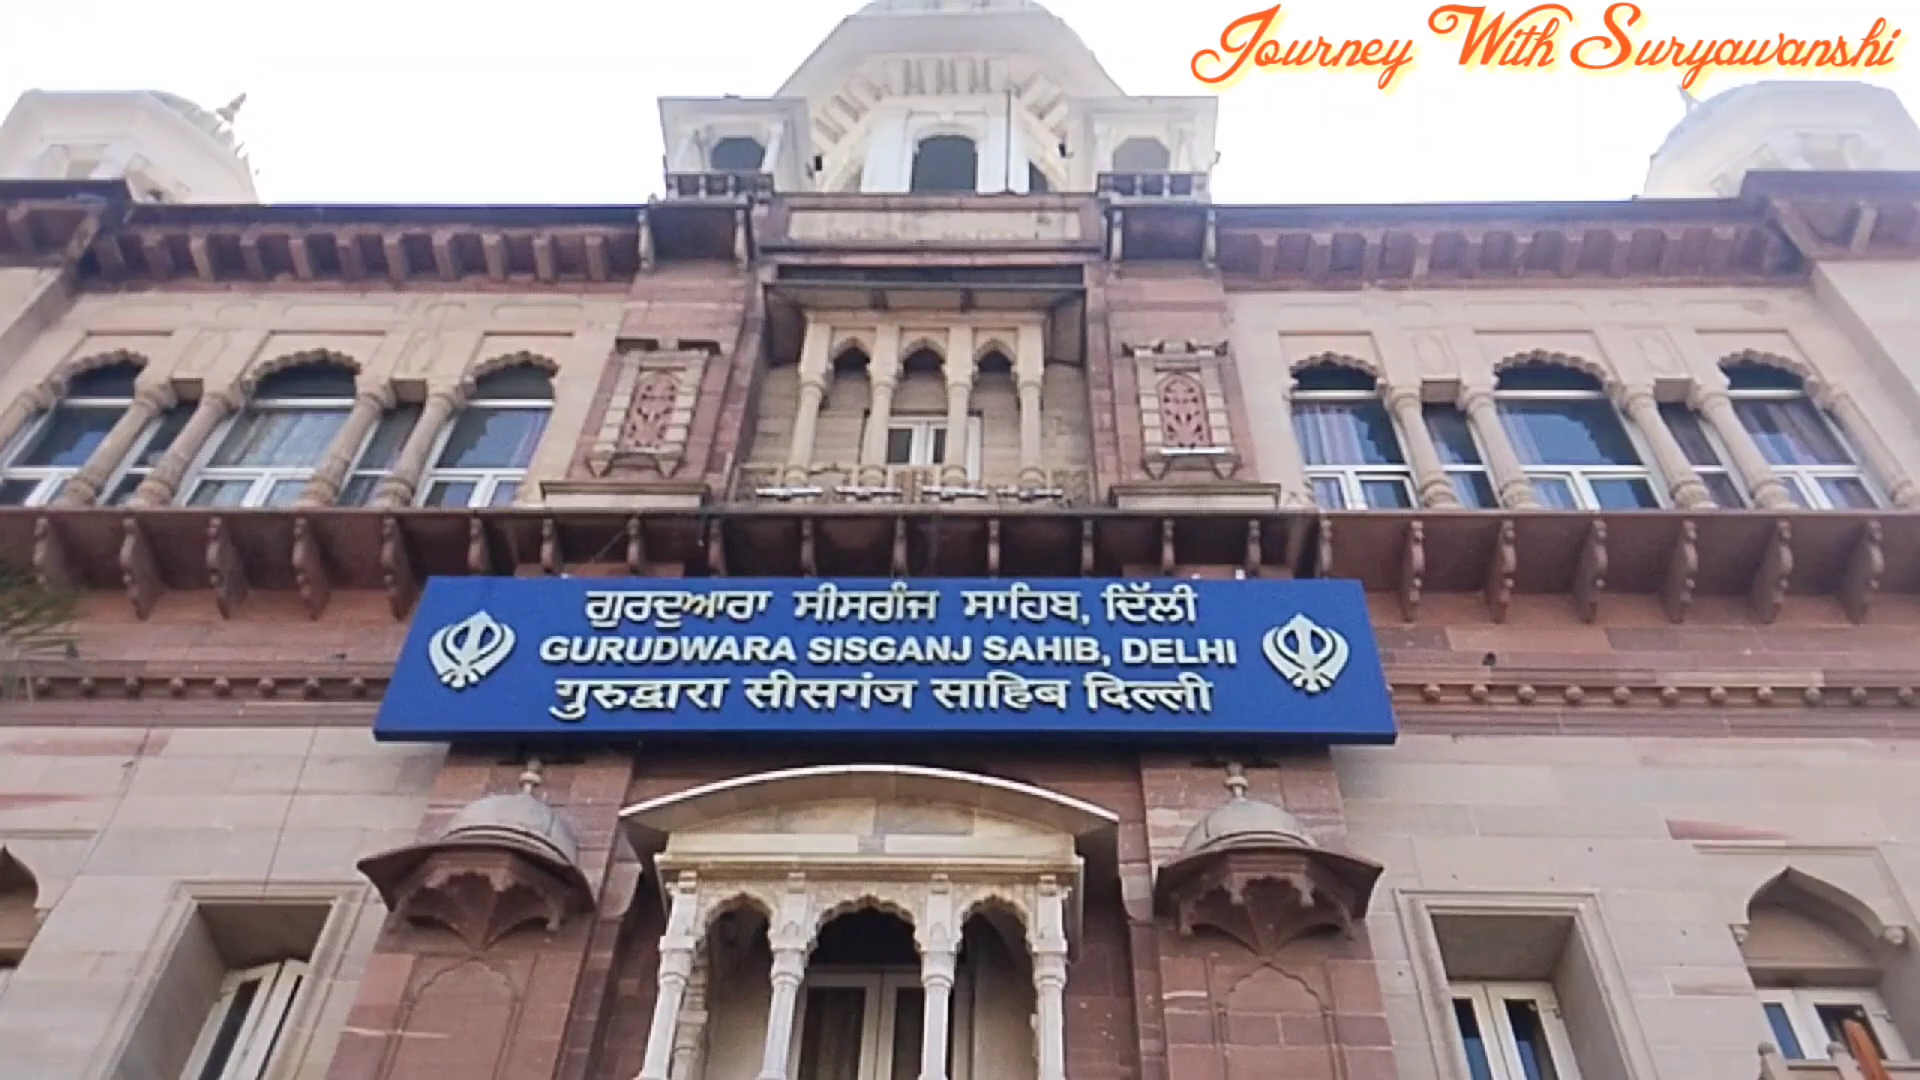 Journey With Suryawanshi
ਗੁਰਦੁਆਰਾ ਸੀਸਗੰਜ ਸਾਹਿਬ, ਦਿੱਲੀ
GURUDWARA SISGANJ SAHIB, DELHI
गुरुद्वारा सीसगंज साहिब दिल्ली